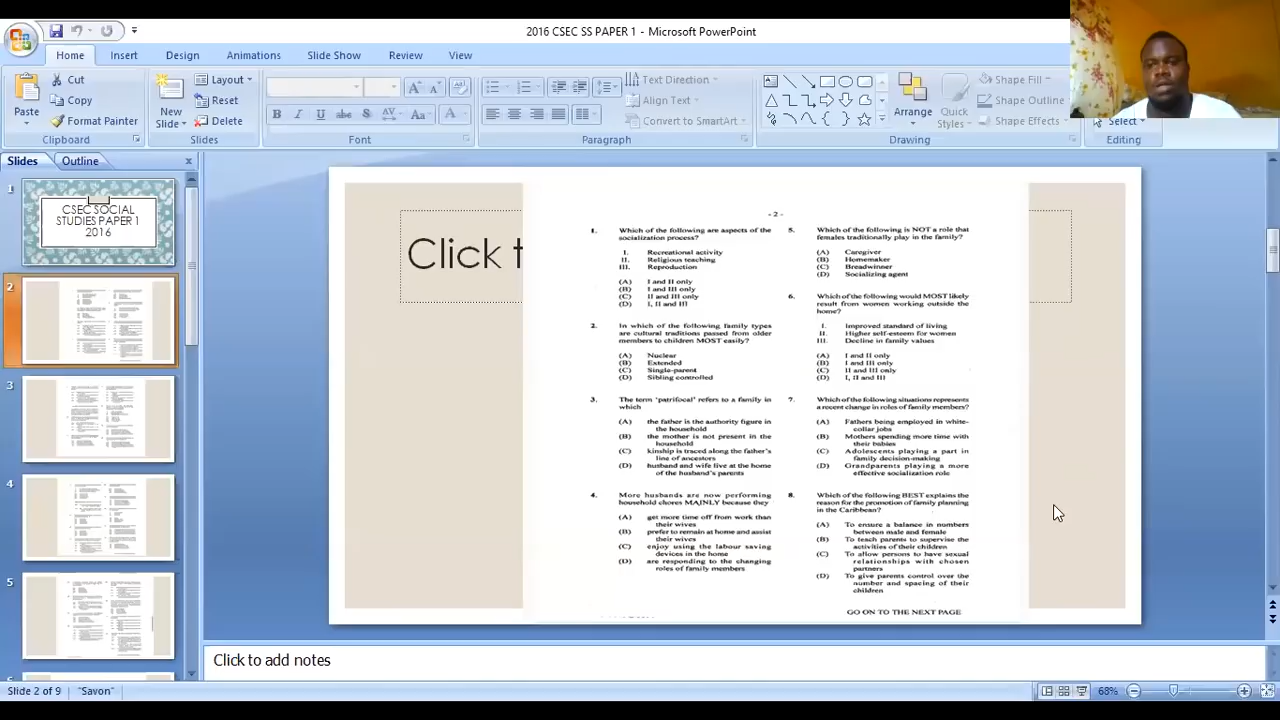 2016 CSEC SS PAPER 1 - Microsoft PowerPoint
Home Insert Design Animations Slide Show Review View
Paste
Cut
Copy
Format Painter
Clipboard
New Slide
Layout
Reset
Delete
Slides
Font
Text Direction
Align Text
Convert to SmartArt
Paragraph
Arrange
Quick Styles
Shape Fill
Shape Outline
Shape Effects
Drawing
Select
Editing
Slides Outline
1
CSEC SOCIAL
STUDIES PAPER 1
2016
2
3
4
5
Click t
- 2 -
1. Which of the following are aspects of the
socialization process?
I. Recreational activity
II. Religious teaching
III. Reproduction
(A) I and II only
(B) I and III only
(C) II and III only
(D) I, II and III
2. In which of the following family types
are cultural traditions passed from older
members to children MOST easily?
(A) Nuclear
(B) Extended
(C) Single-parent
(D) Sibling controlled
3. The term 'patrifocal' refers to a family in
which
(A) the father is the authority figure in
the household
(B) the mother is not present in the
household
(C) kinship is traced along the father's
line of ancestors
(D) husband and wife live at the home
of the husband's parents
4. More husbands are now performing
household chores MAINLY because they
(A) get more time off from work than
their wives
(B) prefer to remain at home and assist
their wives
(C) enjoy using the labour saving
devices in the home
(D) are responding to the changing
roles of family members
5. Which of the following is NOT a role that
females traditionally play in the family?
(A) Caregiver
(B) Homemaker
(C) Breadwinner
(D) Socializing agent
6. Which of the following would MOST likely
result from women working outside the
home?
I. Improved standard of living
II. Higher self-esteem for women
III. Decline in family values
(A) I and II only
(B) I and III only
(C) II and III only
(D) I, II and III
7. Which of the following situations represents
a recent change in roles of family members?
(A) Fathers being employed in white-
collar jobs
(B) Mothers spending more time with
their babies
(C) Adolescents playing a part in
family decision-making
(D) Grandparents playing a more
effective socialization role
8. Which of the following BEST explains the
reason for the promotion of family planning
in the Caribbean?
(A) To ensure a balance in numbers
between male and female
(B) To teach parents to supervise the
activities of their children
(C) To allow persons to have sexual
relationships with chosen
partners
(D) To give parents control over the
number and spacing of their
children
GO ON TO THE NEXT PAGE
Click to add notes
Slide 2 of 9 "Savon" 68%